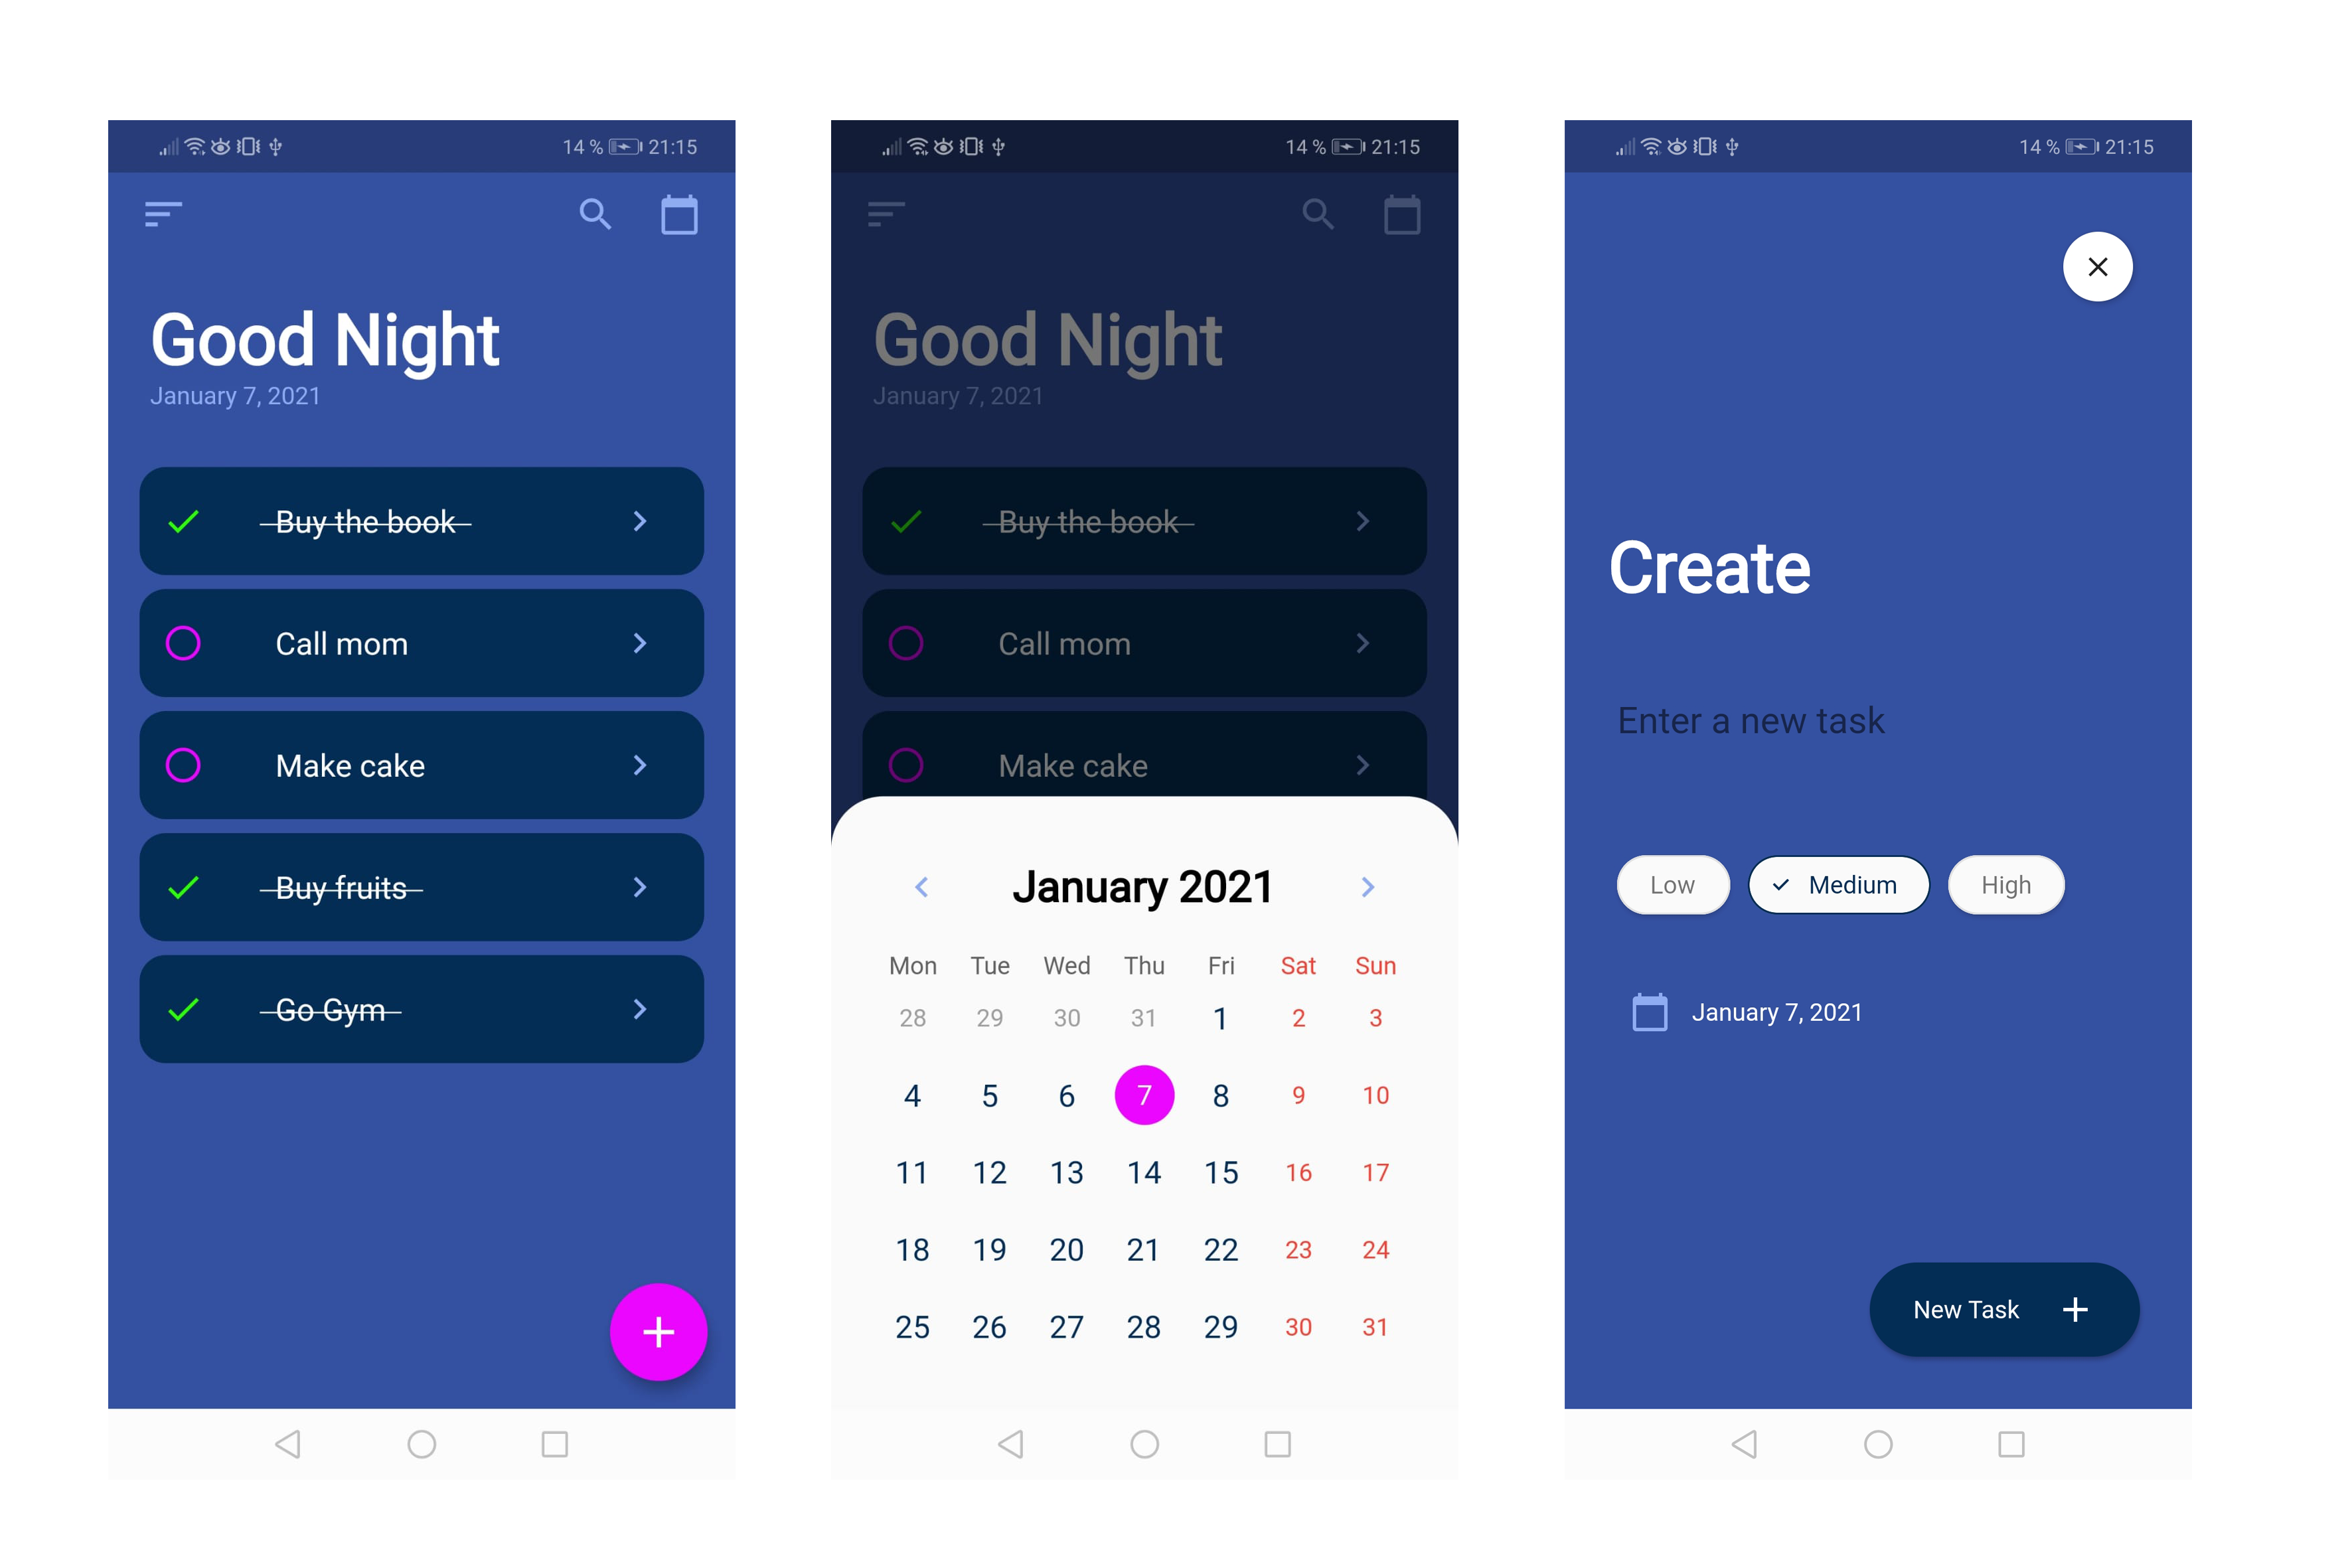 14 % 21:15
Good Night
January 7, 2021
Buy the book
Call mom
Make cake
Buy fruits
Go Gym
14 % 21:15
Good Night
January 7, 2021
Buy the book
Call mom
Make cake
January 2021
Mon Tue Wed Thu Fri Sat Sun
28 29 30 31 1 2 3
4 5 6 7 8 9 10
11 12 13 14 15 16 17
18 19 20 21 22 23 24
25 26 27 28 29 30 31
14 % 21:15
Create
Enter a new task
Low Medium High
January 7, 2021
New Task